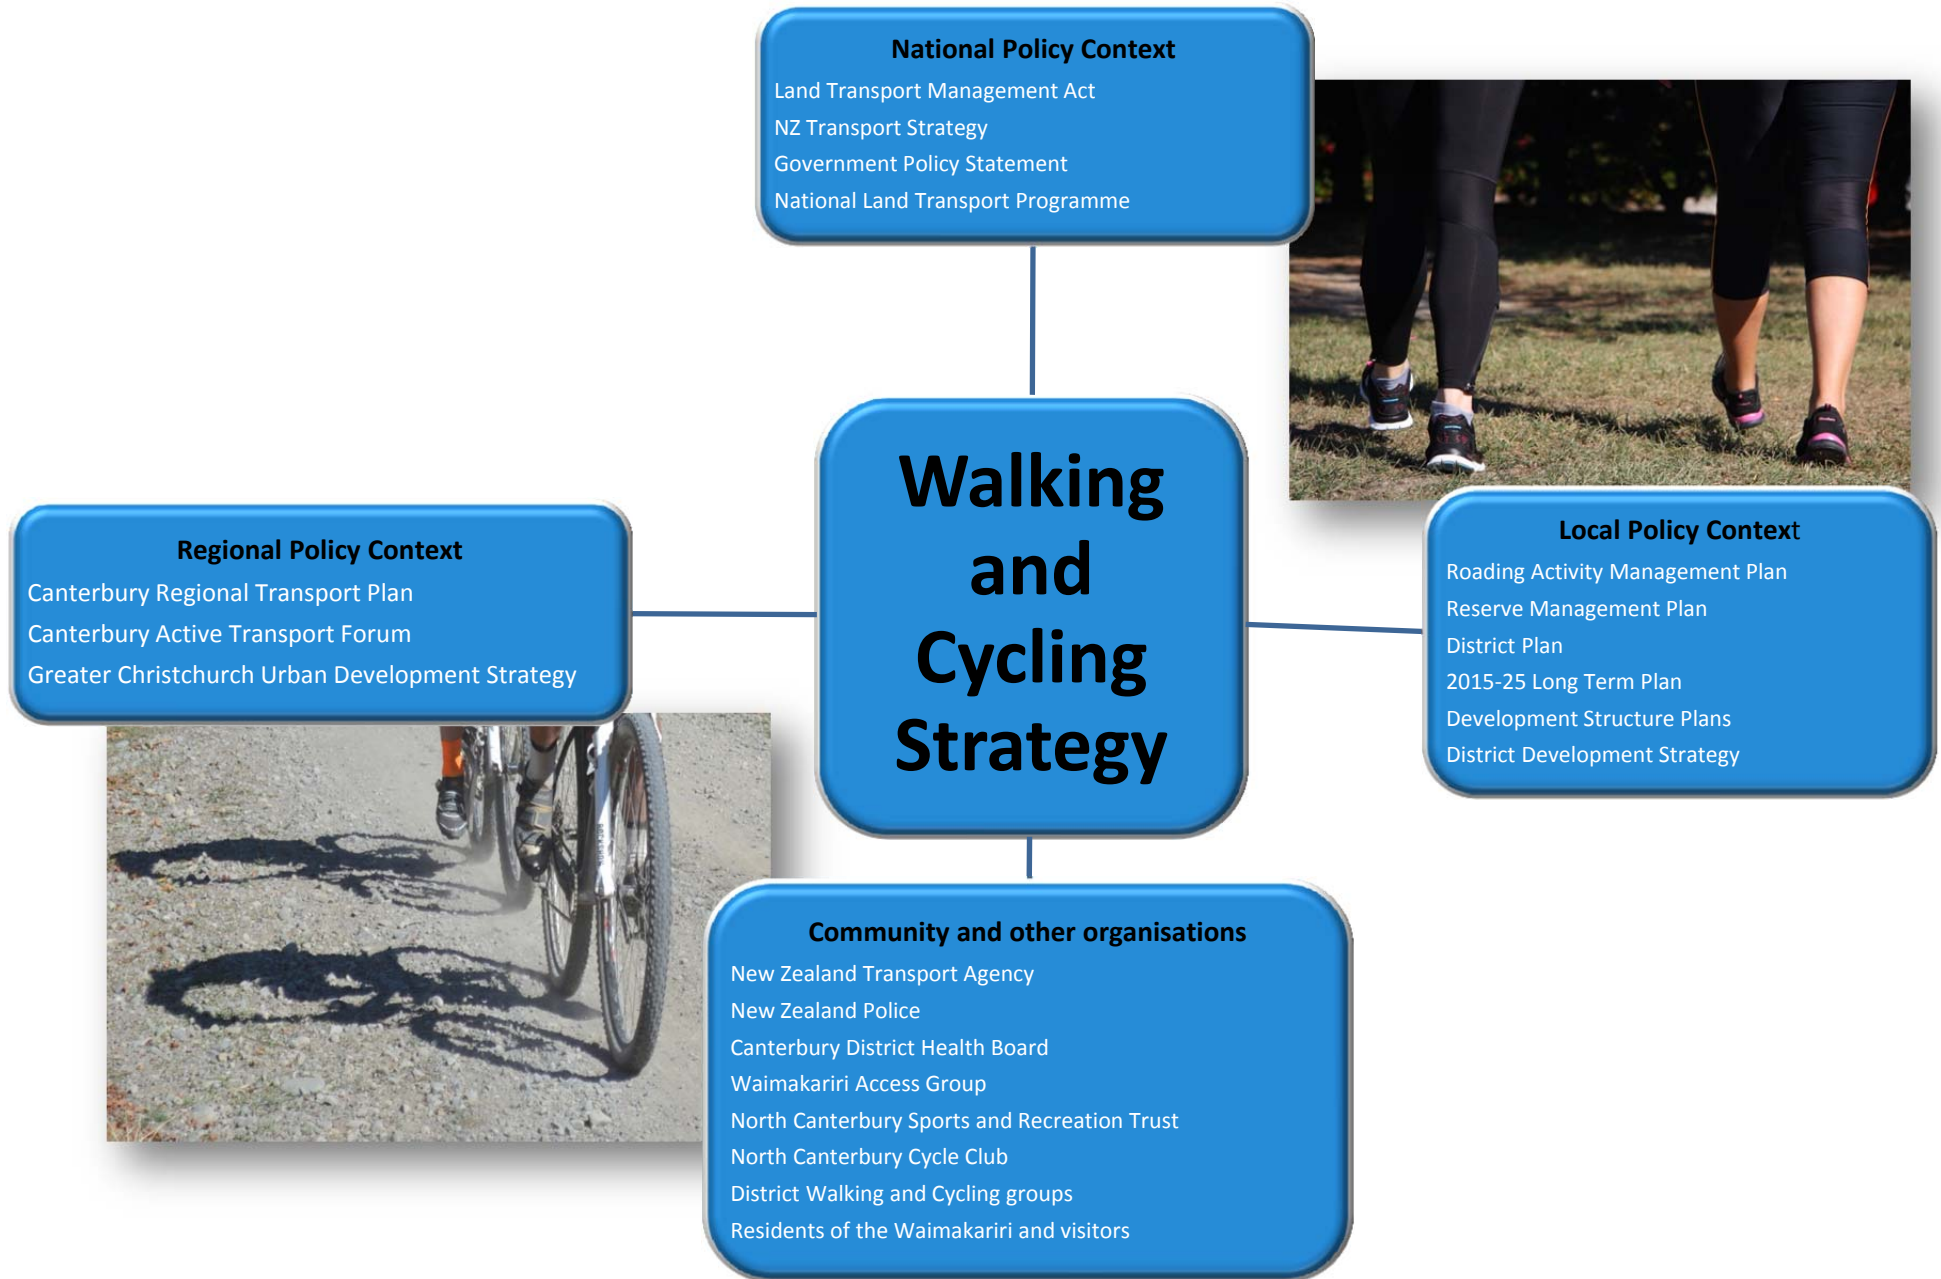 National Policy Context
Land Transport Management Act
NZ Transport Strategy
Government Policy Statement
National Land Transport Programme
Walking
and
Cycling
Strategy
Regional Policy Context
Canterbury Regional Transport Plan
Canterbury Active Transport Forum
Greater Christchurch Urban Development Strategy
Local Policy Context
Roading Activity Management Plan
Reserve Management Plan
District Plan
2015-25 Long Term Plan
Development Structure Plans
District Development Strategy
Community and other organisations
New Zealand Transport Agency
New Zealand Police
Canterbury District Health Board
Waimakariri Access Group
North Canterbury Sports and Recreation Trust
North Canterbury Cycle Club
District Walking and Cycling groups
Residents of the Waimakariri and visitors